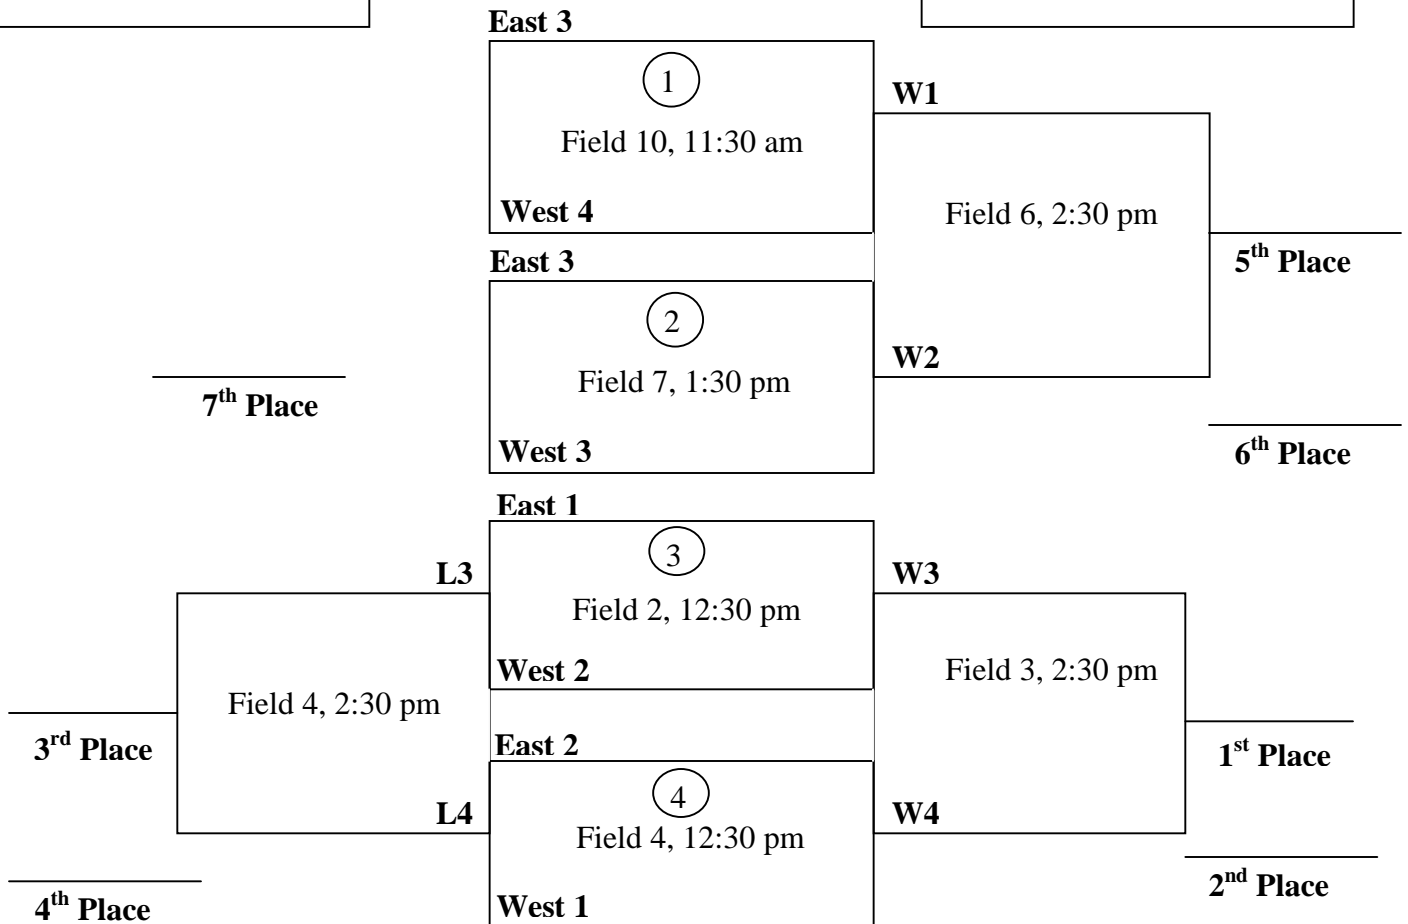 East 3
1
W1
Field 10, 11:30 am
West 4
Field 6, 2:30 pm
East 3
5th Place
2
W2
Field 7, 1:30 pm
7th Place
West 3
6th Place
East 1
3
L3
W3
Field 2, 12:30 pm
West 2
Field 3, 2:30 pm
Field 4, 2:30 pm
3rd Place
East 2
1st Place
4
L4
W4
Field 4, 12:30 pm
2nd Place
4th Place
West 1